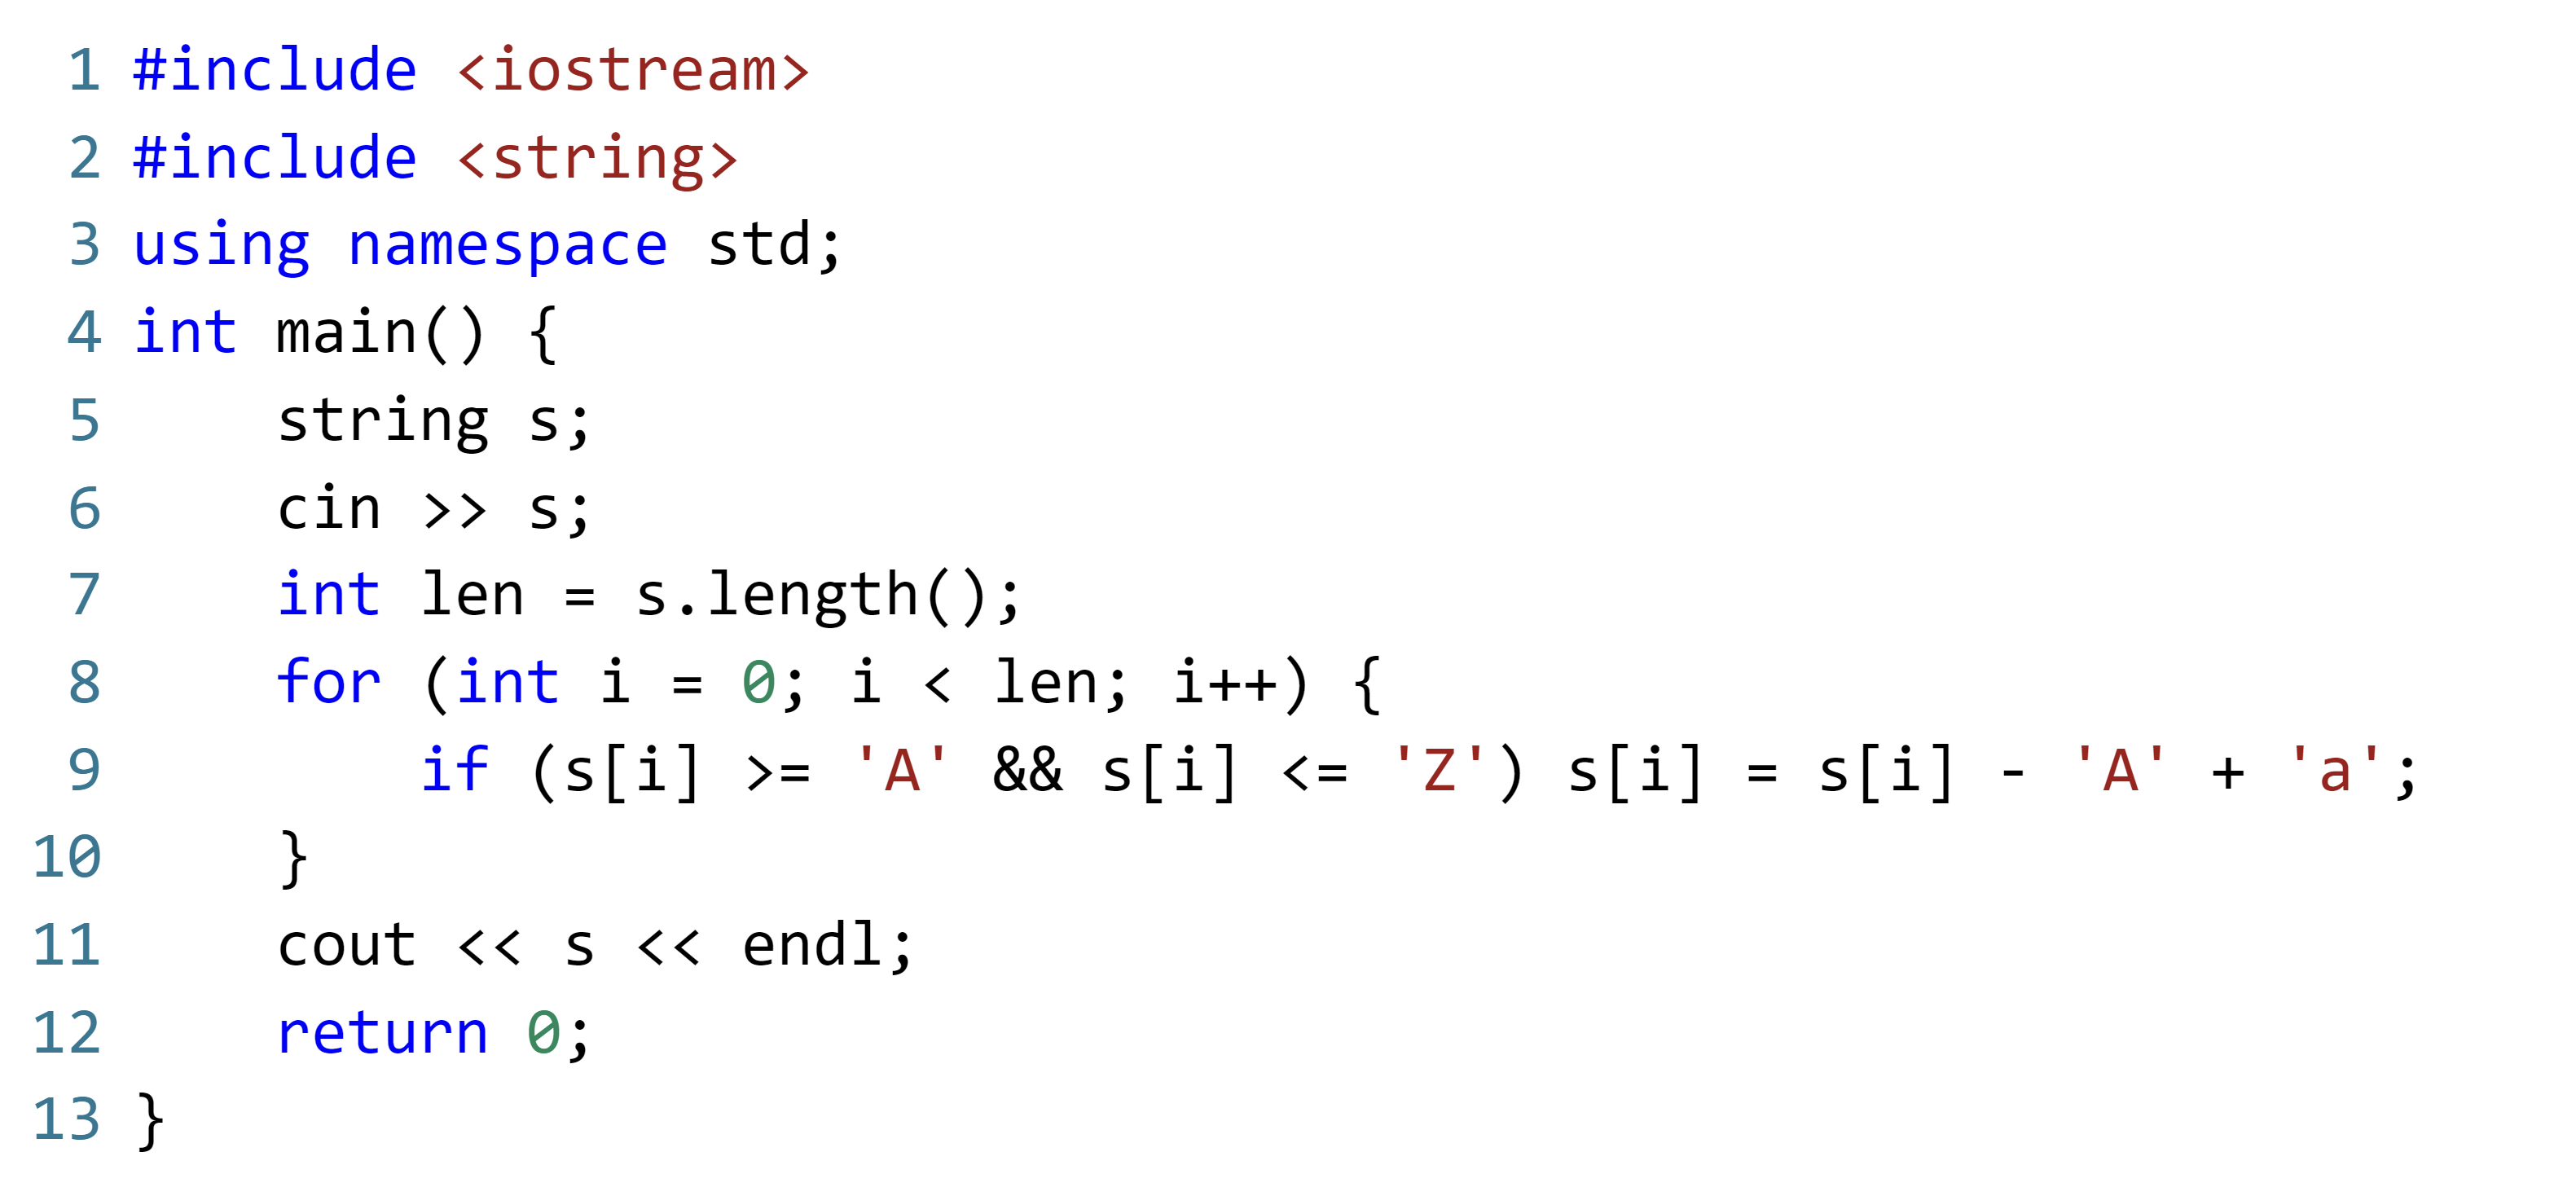 1 #include <iostream>
2 #include <string>
3 using namespace std;
4 int main() {
5     string s;
6     cin >> s;
7     int len = s.length();
8     for (int i = 0; i < len; i++) {
9         if (s[i] >= 'A' && s[i] <= 'Z') s[i] = s[i] - 'A' + 'a';
10     }
11     cout << s << endl;
12     return 0;
13 }